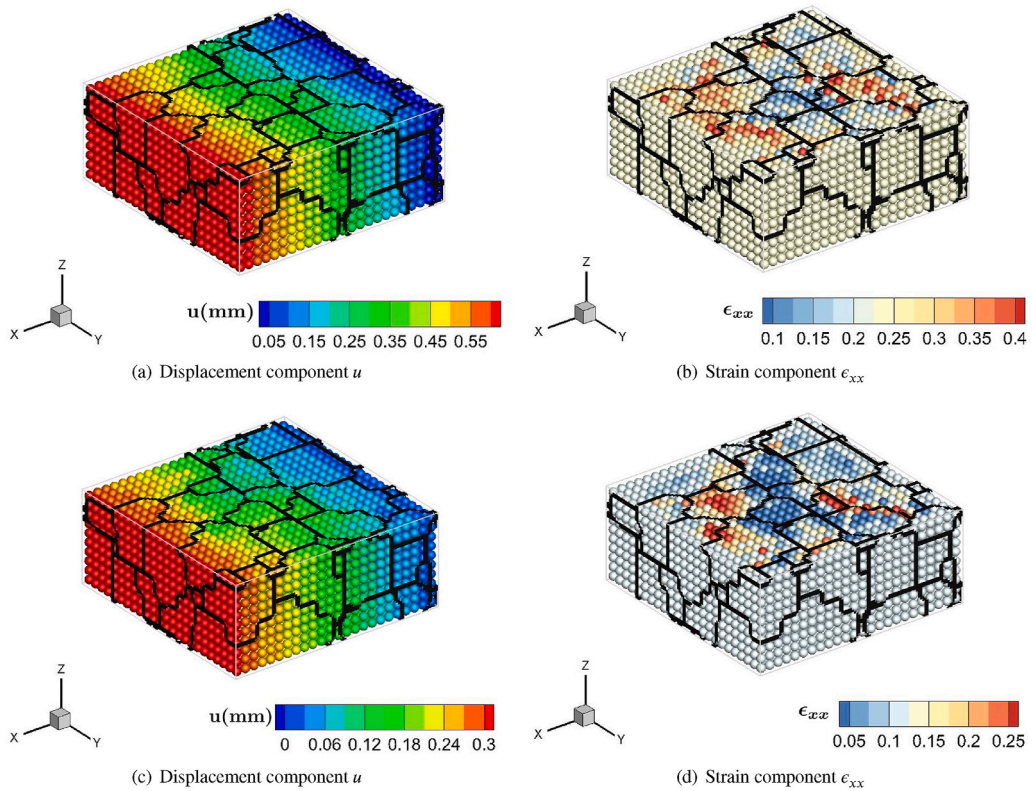 Z
X
Y
u(mm)
0.05 0.15 0.25 0.35 0.45 0.55
(a) Displacement component u
Z
X
Y
ϵxx
0.1 0.15 0.2 0.25 0.3 0.35 0.4
(b) Strain component ϵxx
Z
X
Y
u(mm)
0 0.06 0.12 0.18 0.24 0.3
(c) Displacement component u
Z
X
Y
ϵxx
0.05 0.1 0.15 0.2 0.25
(d) Strain component ϵxx